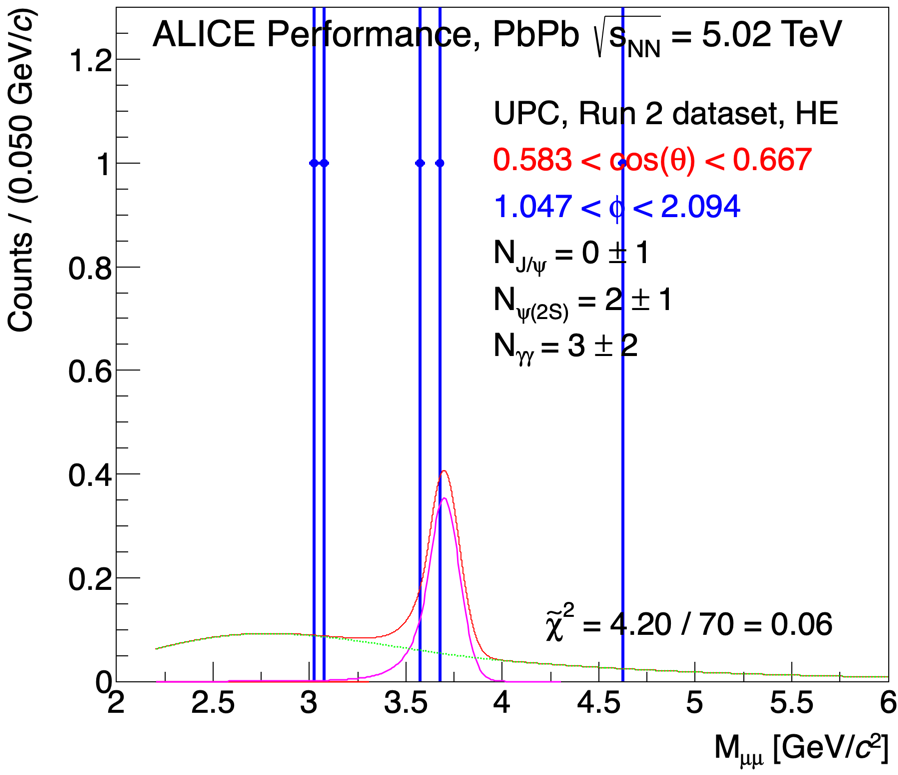 ALICE Performance, PbPb √sNN = 5.02 TeV
UPC, Run 2 dataset, HE
0.583 < cos(θ) < 0.667
1.047 < ϕ < 2.094
NJ/ψ = 0 ± 1
Nψ(2S) = 2 ± 1
Nγγ = 3 ± 2
χ̃² = 4.20 / 70 = 0.06
Counts / (0.050 GeV/c)
1.2
1
0.8
0.6
0.4
0.2
0
2 2.5 3 3.5 4 4.5 5 5.5 6
Mμμ [GeV/c²]